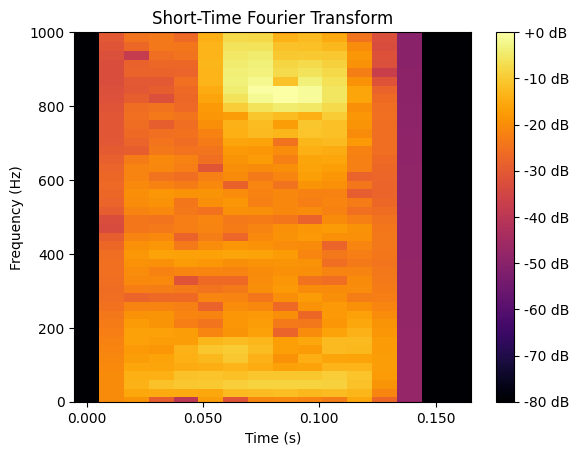 Short-Time Fourier Transform
1000
800
600
400
200
0
Frequency (Hz)
0.000
0.050
0.100
0.150
Time (s)
+0 dB
-10 dB
-20 dB
-30 dB
-40 dB
-50 dB
-60 dB
-70 dB
-80 dB